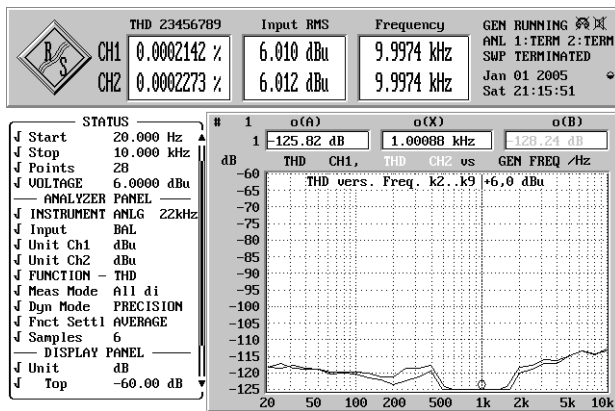 THD 23456789 Input RMS Frequency GEN RUNNING
R S CH1 0.0002142 % 6.010 dBu 9.9974 kHz ANL 1:TERM 2:TERM
SWP TERMINATED
CH2 0.0002273 % 6.012 dBu 9.9974 kHz Jan 01 2005
Sat 21:15:51
STATUS
Start 20.000 Hz
Stop 10.000 kHz
Points 28
VOLTAGE 6.0000 dBu
ANALYZER PANEL
INSTRUMENT ANLG 22kHz
Input BAL
Unit Ch1 dBu
Unit Ch2 dBu
FUNCTION - THD
Meas Mode All di
Dyn Mode PRECISION
Fnct Settl AVERAGE
Samples 6
DISPLAY PANEL
Unit dB
Top -60.00 dB
# 1 o(A) o(X) o(B)
1 -125.82 dB 1.00088 kHz -128.24 dB
dB THD CH1, THD CH2 vs GEN FREQ /Hz
THD vers. Freq. k2..k9 +6,0 dBu
-60
-65
-70
-75
-80
-85
-90
-95
-100
-105
-110
-115
-120
-125
20 50 100 200 500 1k 2k 5k 10k